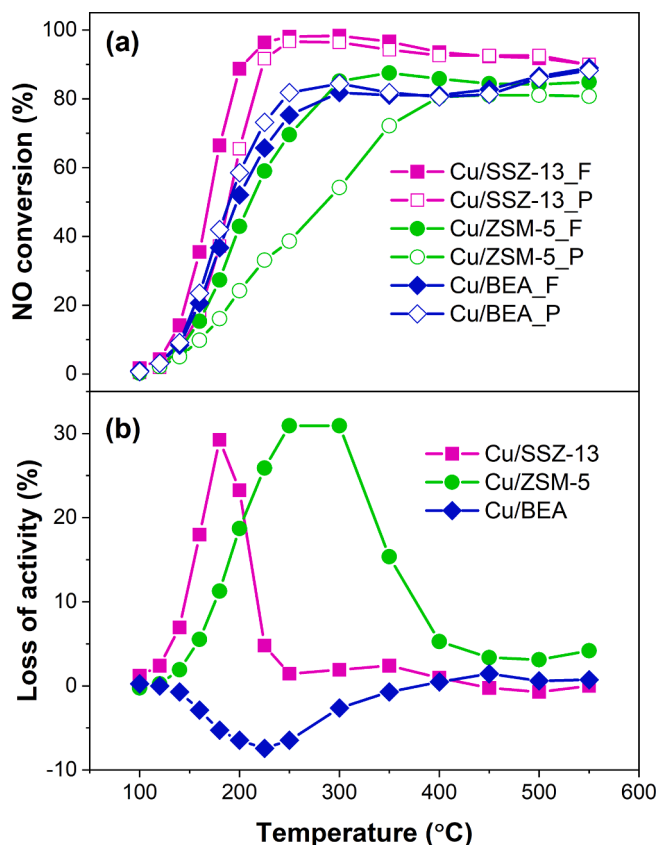 (a)
NO conversion (%)
100
80
60
40
20
0
Cu/SSZ-13_F
Cu/SSZ-13_P
Cu/ZSM-5_F
Cu/ZSM-5_P
Cu/BEA_F
Cu/BEA_P
(b)
Loss of activity (%)
30
20
10
0
-10
Cu/SSZ-13
Cu/ZSM-5
Cu/BEA
100 200 300 400 500 600
Temperature (°C)